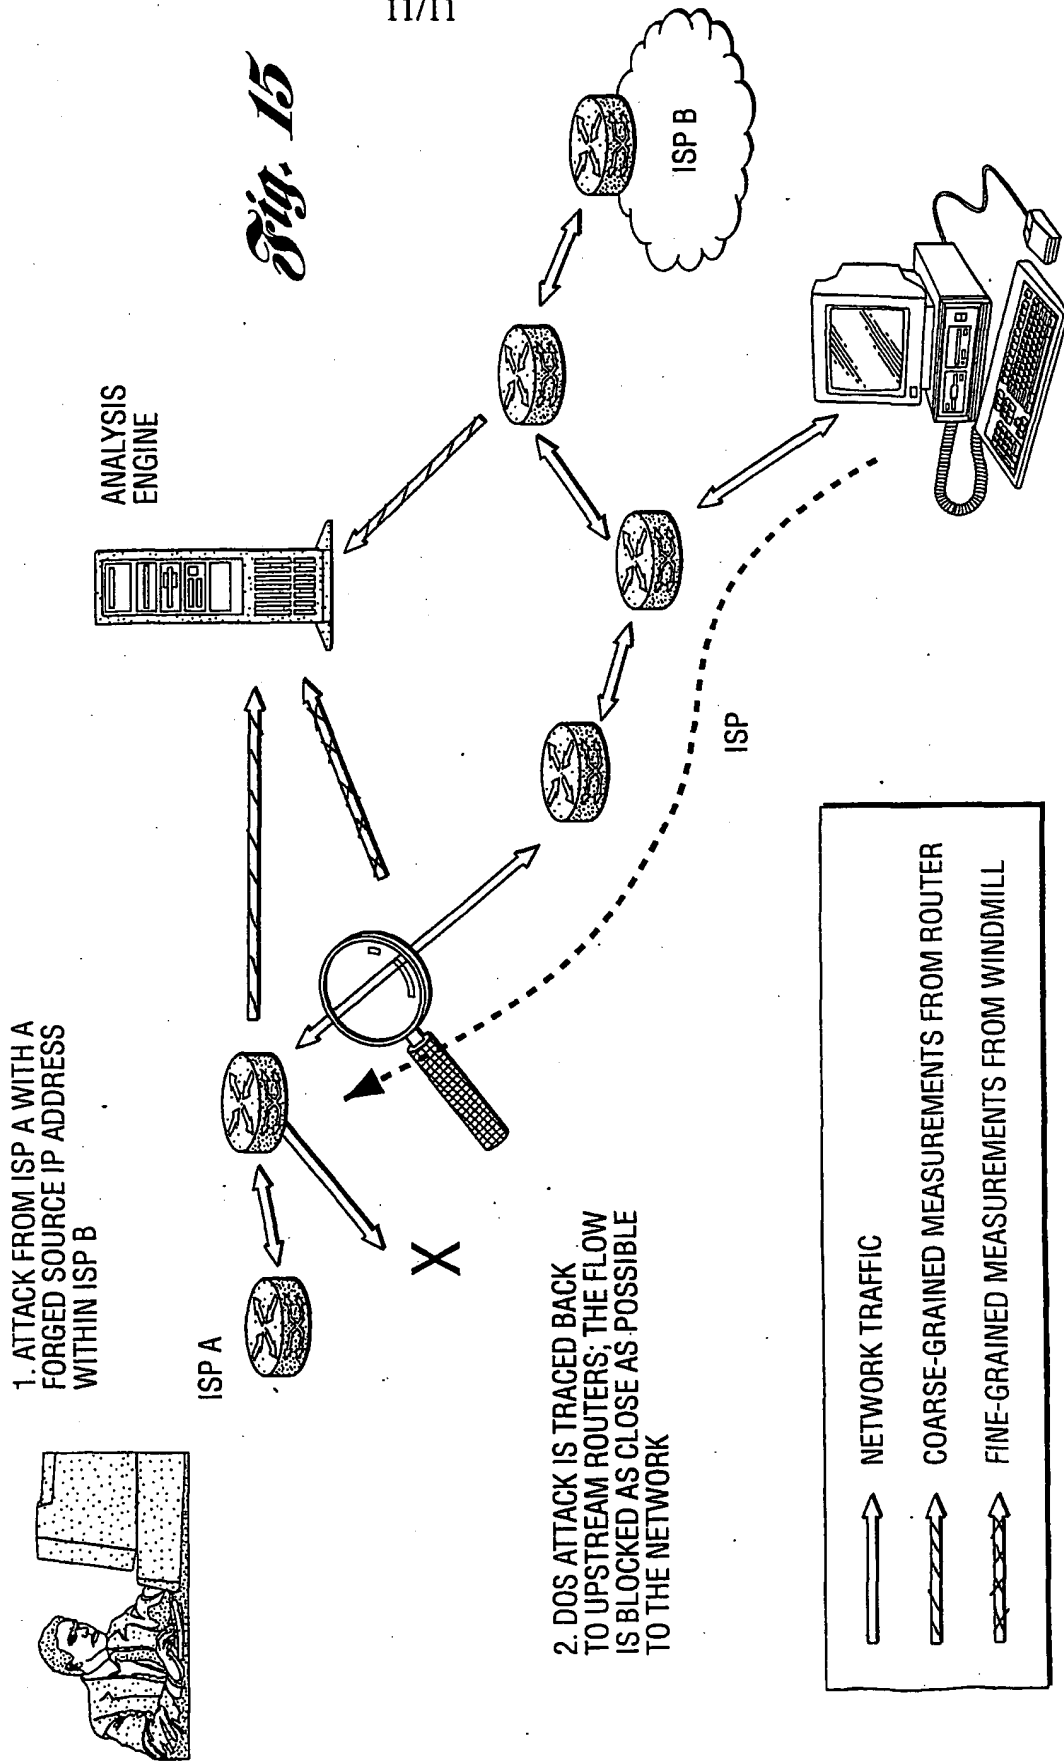 11/11
Fig. 15
1. ATTACK FROM ISP A WITH A
FORGED SOURCE IP ADDRESS
WITHIN ISP B
ANALYSIS
ENGINE
ISP A
ISP B
ISP
X
2. DOS ATTACK IS TRACED BACK
TO UPSTREAM ROUTERS; THE FLOW
IS BLOCKED AS CLOSE AS POSSIBLE
TO THE NETWORK
NETWORK TRAFFIC
COARSE-GRAINED MEASUREMENTS FROM ROUTER
FINE-GRAINED MEASUREMENTS FROM WINDMILL